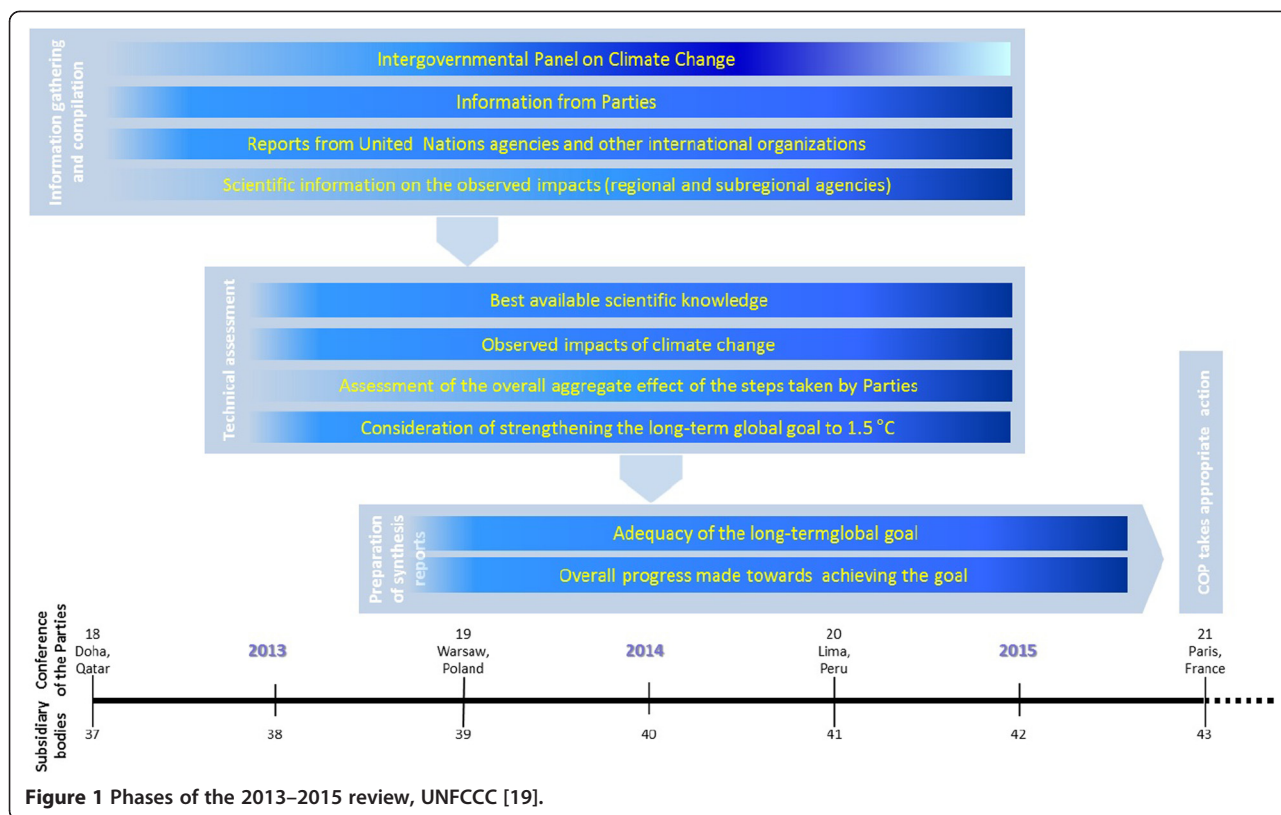 Information gathering
and compilation
Intergovernmental Panel on Climate Change
Information from Parties
Reports from United Nations agencies and other international organizations
Scientific information on the observed impacts (regional and subregional agencies)
Technical assessment
Best available scientific knowledge
Observed impacts of climate change
Assessment of the overall aggregate effect of the steps taken by Parties
Consideration of strengthening the long-term global goal to 1.5 °C
Preparation
of synthesis
reports
Adequacy of the long-termglobal goal
Overall progress made towards achieving the goal
COP takes appropriate action
Conference
of the Parties
18
Doha,
Qatar
2013
19
Warsaw,
Poland
2014
20
Lima,
Peru
2015
21
Paris,
France
Subsidiary
bodies
37
38
39
40
41
42
43
Figure 1 Phases of the 2013–2015 review, UNFCCC [19].